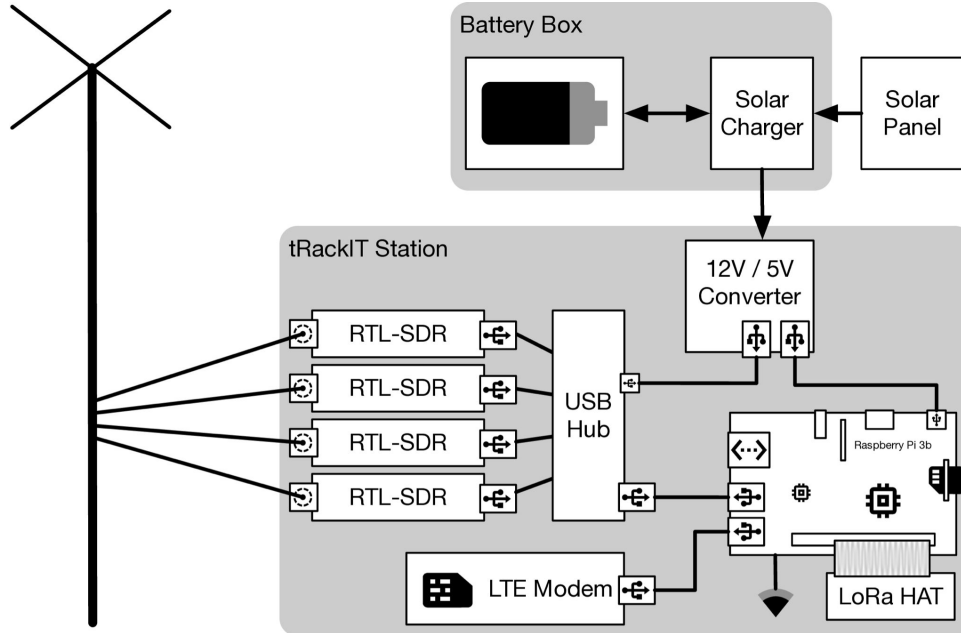 Battery Box
Solar
Charger
Solar
Panel
tRackIT Station
12V / 5V
Converter
RTL-SDR
RTL-SDR
RTL-SDR
RTL-SDR
USB
Hub
Raspberry Pi 3b
LTE Modem
LoRa HAT